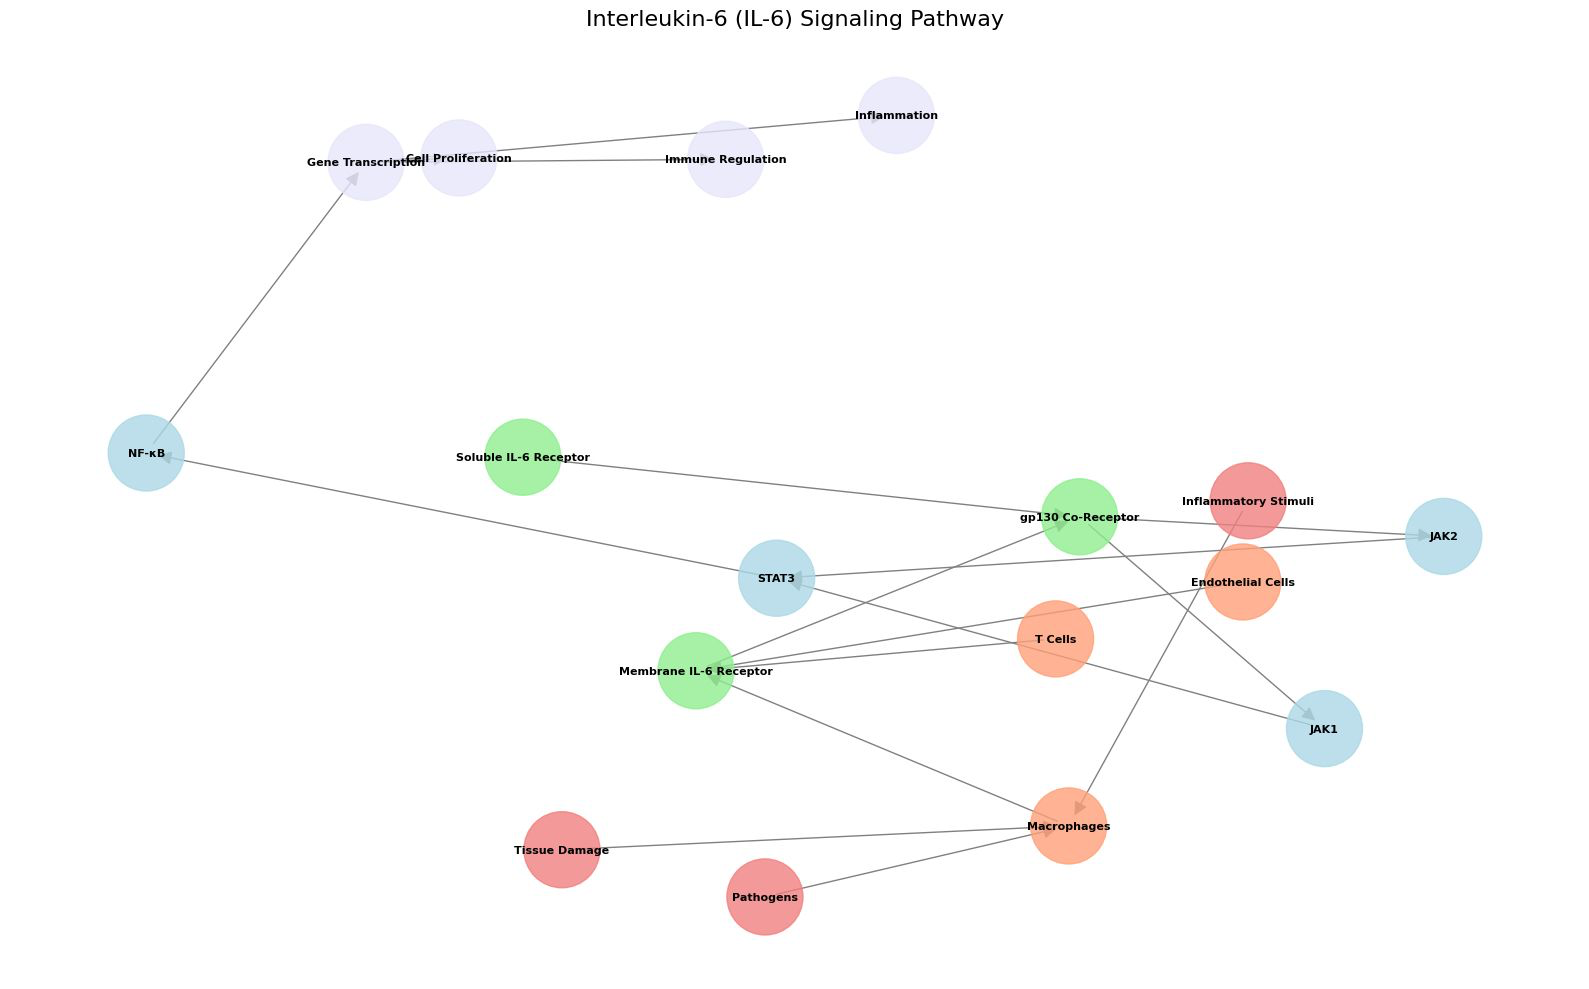 Interleukin-6 (IL-6) Signaling Pathway
Inflammation
Gene Transcription
Cell Proliferation
Immune Regulation
NF-κB
Soluble IL-6 Receptor
Inflammatory Stimuli
gp130 Co-Receptor
JAK2
STAT3
Endothelial Cells
T Cells
Membrane IL-6 Receptor
JAK1
Macrophages
Tissue Damage
Pathogens